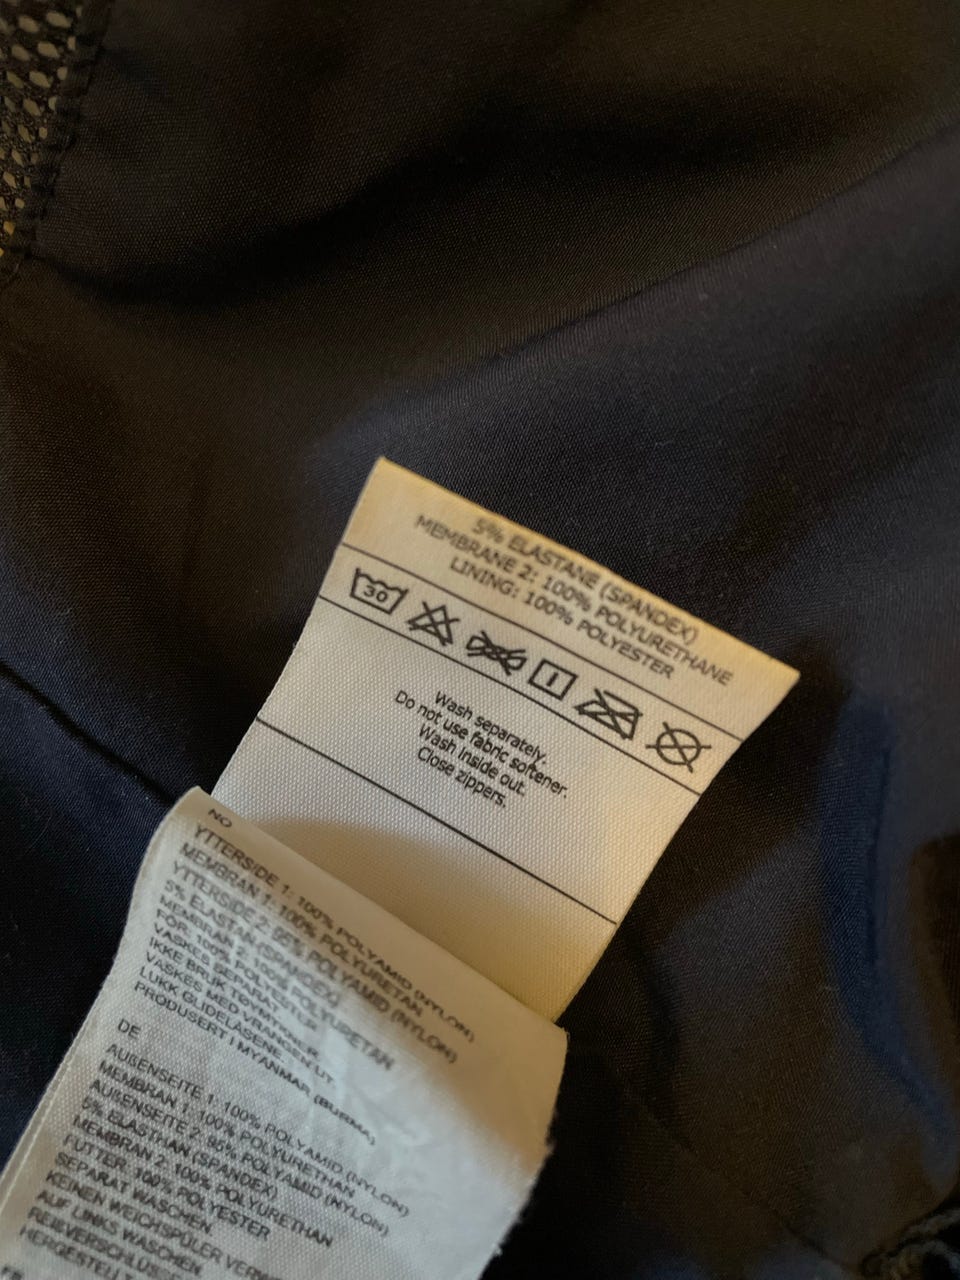 5% ELASTANE (SPANDEX)
MEMBRANE 2: 100% POLYURETHANE
LINING: 100% POLYESTER
30
Wash separately.
Do not use fabric softener.
Wash inside out.
Close zippers.
NO
YTTERSIDE 1: 100% POLYAMID (NYLON)
MEMBRAN 1: 100% POLYURETAN
YTTERSIDE 2: 95% POLYAMID (NYLON)
5% ELASTAN (SPANDEX)
MEMBRAN 2: 100% POLYURETAN
FÔR: 100% POLYESTER
VASKES SEPARAT.
IKKE BRUK TØYMY.
VASKES MED VRANGEN UT.
LUKK GLIDELÅSENE.
PRODUSERT I MYANMAR (BURMA)
DE
AUßENSEITE 1: 100% POLYAMID (NYLON)
MEMBRAN 1: 100% POLYURETHAN
AUßENSEITE 2: 95% POLYAMID (NYLON)
5% ELASTHAN (SPANDEX)
MEMBRAN 2: 100% POLYURETHAN
FUTTER: 100% POLYESTER
SEPARAT WASCHEN.
KEINEN WEICHSPÜLER
AUF LINKS WASCHEN.
HERGESTELLT